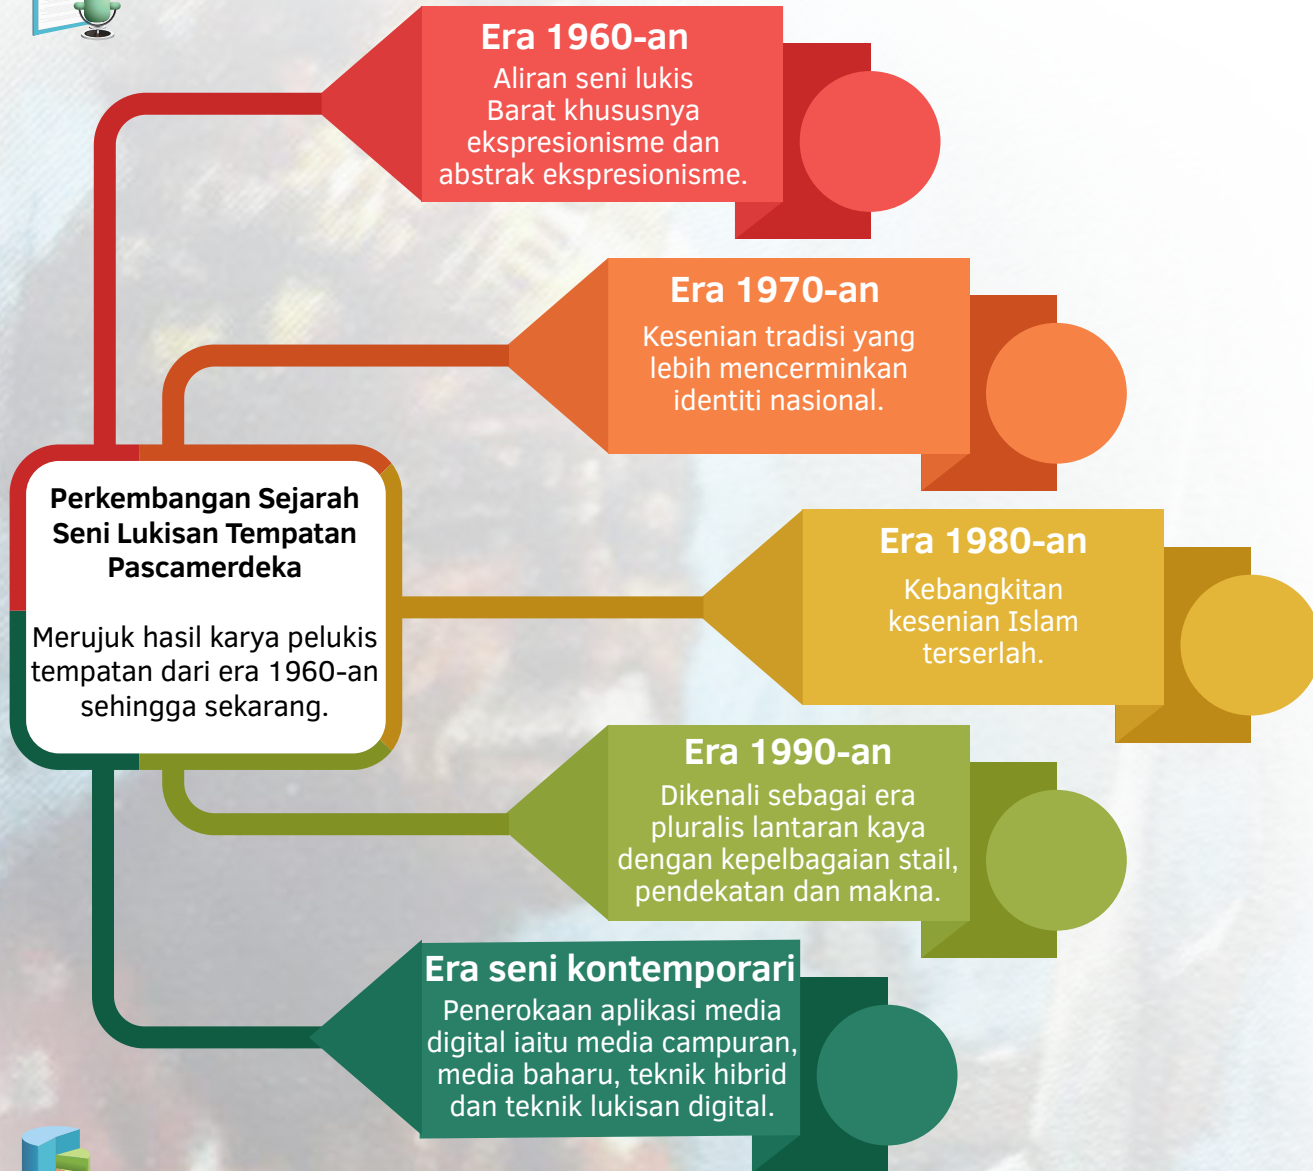 Era 1960-an
Aliran seni lukis
Barat khususnya
ekspresionisme dan
abstrak ekspresionisme.
Era 1970-an
Kesenian tradisi yang
lebih mencerminkan
identiti nasional.
Perkembangan Sejarah
Seni Lukisan Tempatan
Pascamerdeka
Merujuk hasil karya pelukis
tempatan dari era 1960-an
sehingga sekarang.
Era 1980-an
Kebangkitan
kesenian Islam
terserlah.
Era 1990-an
Dikenali sebagai era
pluralis lantaran kaya
dengan kepelbagaian stail,
pendekatan dan makna.
Era seni kontemporari
Penerokaan aplikasi media
digital iaitu media campuran,
media baharu, teknik hibrid
dan teknik lukisan digital.